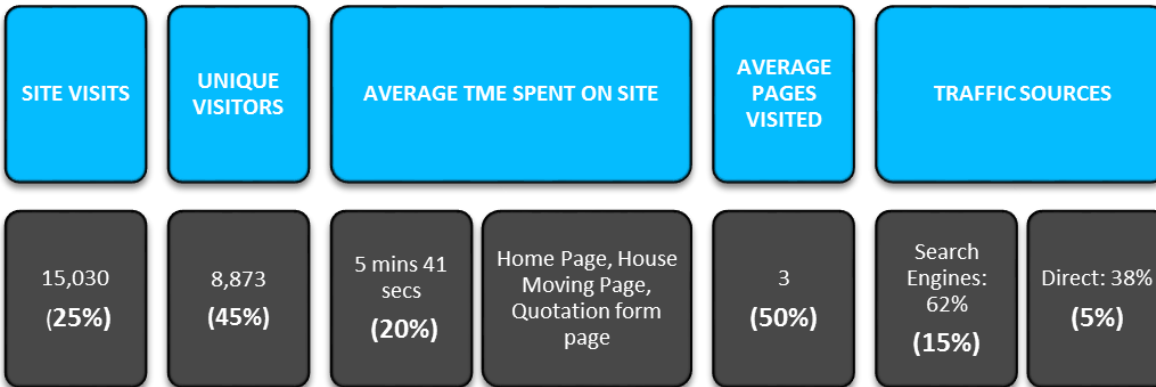 SITE VISITS
UNIQUE
VISITORS
AVERAGE TME SPENT ON SITE
AVERAGE
PAGES
VISITED
TRAFFIC SOURCES
15,030
(25%)
8,873
(45%)
5 mins 41
secs
(20%)
Home Page, House
Moving Page,
Quotation form
page
3
(50%)
Search
Engines:
62%
(15%)
Direct: 38%
(5%)